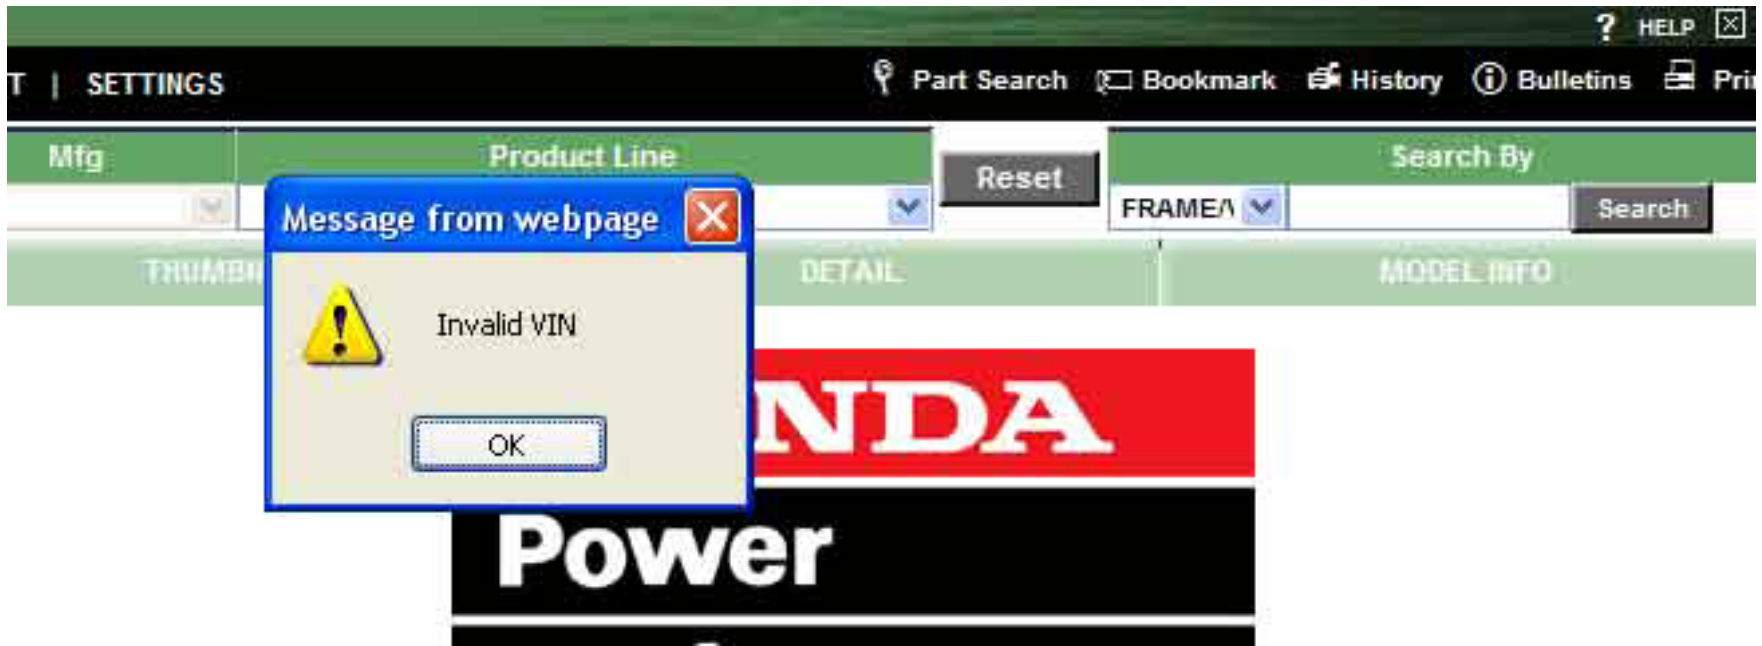 ? HELP
T | SETTINGS Part Search Bookmark History Bulletins
Mfg Product Line Reset Search By
FRAME/ Search
Message from webpage
DETAIL MODEL INFO
Invalid VIN
OK
NDA
Power